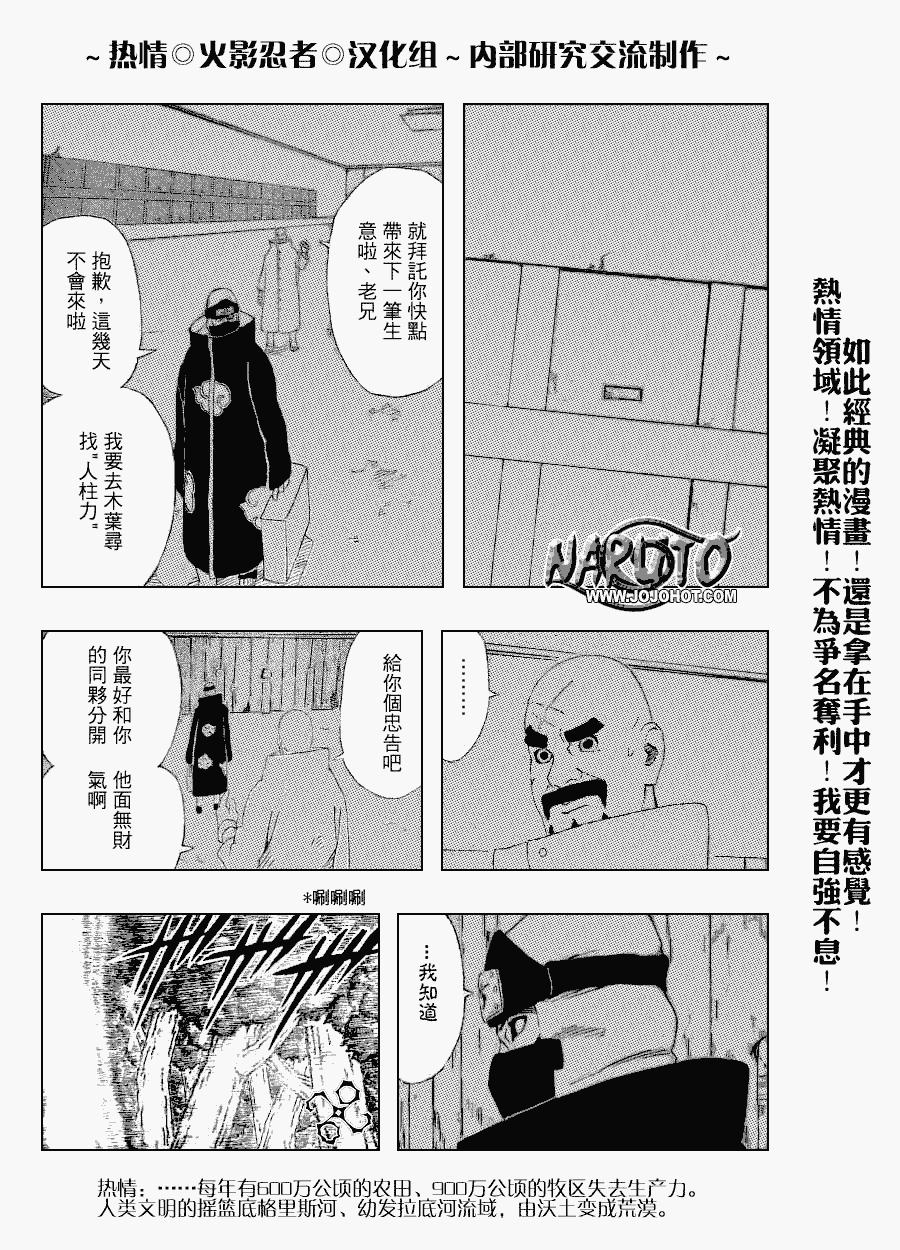 ~热情◎火影忍者◎汉化组~内部研究交流制作~
就拜託你快點
帶來下一筆生
意啦、老兄
抱歉，這幾天
不會來啦
我要去木葉尋
找"人柱力"
NARUTO
WWW.JOJOHOT.COM
………
給你個忠告吧
你最好和你
的同夥分開
他面無財
氣啊
…我知道
*唰唰唰
如此經典的漫畫！還是拿在手中才更有感覺！
熱情領域！凝聚熱情！不為爭名奪利！我要自強不息！
热情：……每年有600万公顷的农田、900万公顷的牧区失去生产力。
人类文明的摇篮底格里斯河、幼发拉底河流域，由沃土变成荒漠。